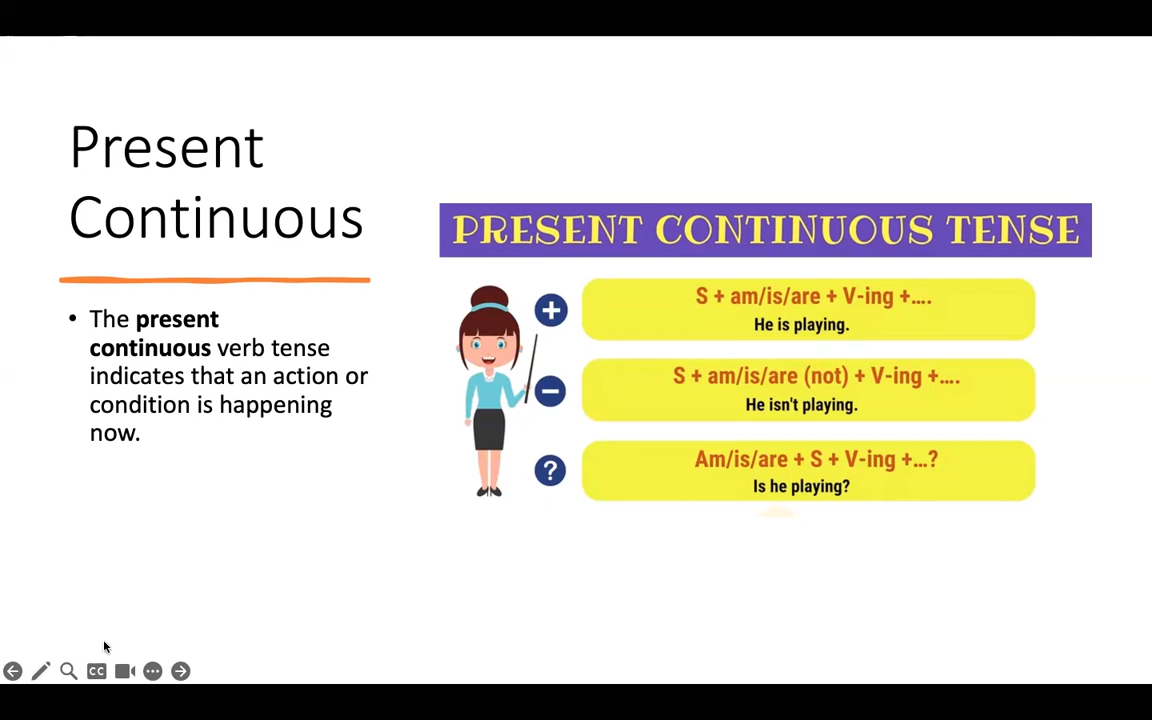 Present
Continuous
• The present
continuous verb tense
indicates that an action or
condition is happening
now.
PRESENT CONTINUOUS TENSE
+
S + am/is/are + V-ing +....
He is playing.
−
S + am/is/are (not) + V-ing +....
He isn't playing.
?
Am/is/are + S + V-ing +...?
Is he playing?
CC